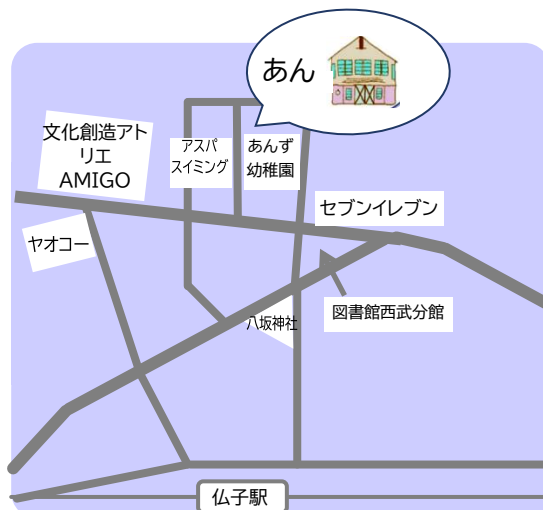 あん
文化創造アト
リエ
AMIGO
アスパ
スイミング
あんず
幼稚園
セブンイレブン
ヤオコー
図書館西武分館
八坂神社
仏子駅